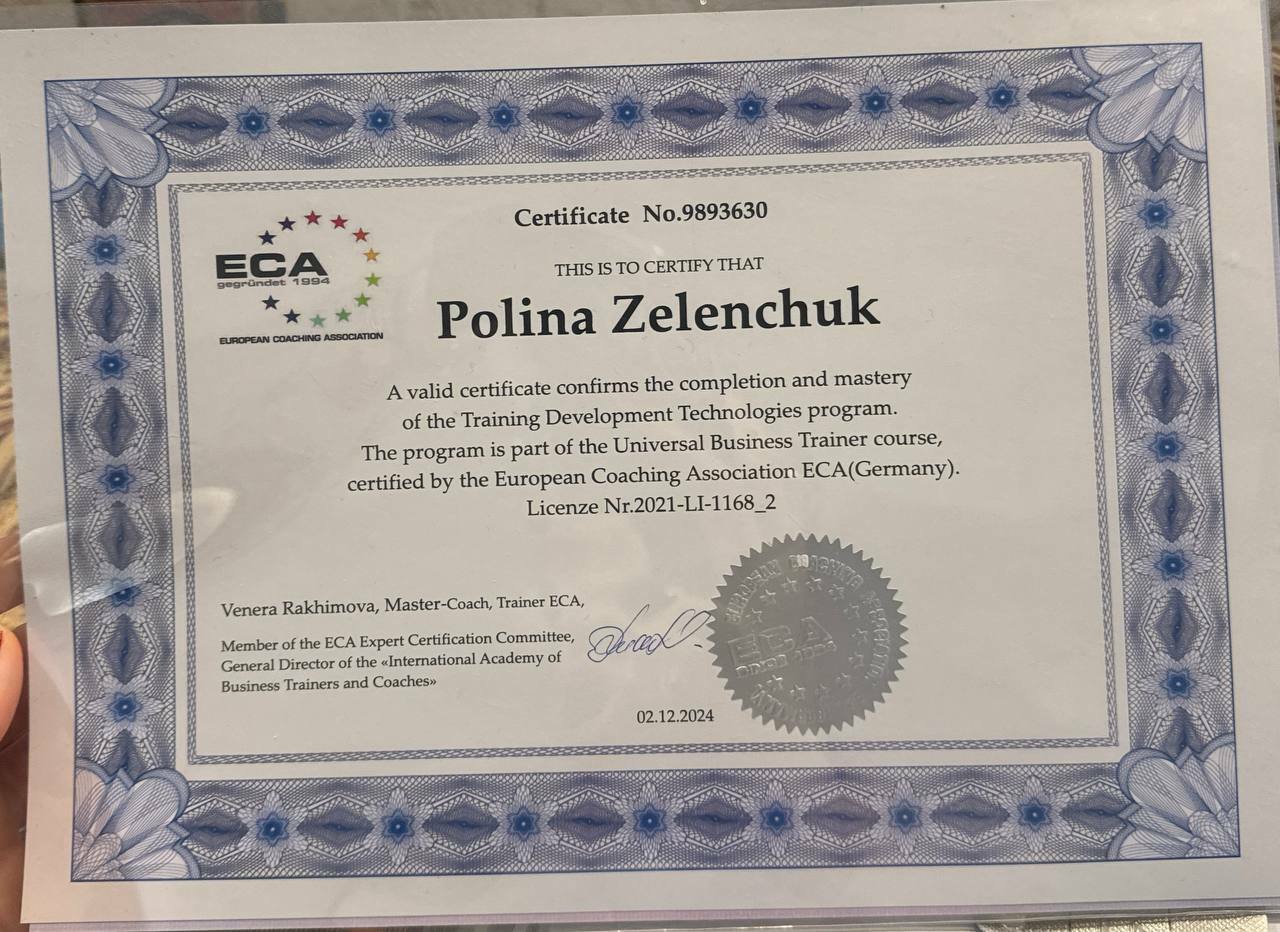 Certificate No.9893630
ECA
gegründet 1994
EUROPEAN COACHING ASSOCIATION
THIS IS TO CERTIFY THAT
Polina Zelenchuk
A valid certificate confirms the completion and mastery
of the Training Development Technologies program.
The program is part of the Universal Business Trainer course,
certified by the European Coaching Association ECA(Germany).
Licenze Nr.2021-LI-1168_2
Venera Rakhimova, Master-Coach, Trainer ECA,
Member of the ECA Expert Certification Committee,
General Director of the «International Academy of
Business Trainers and Coaches»
02.12.2024
EUROPEAN COACHING ASSOCIATION
ECA